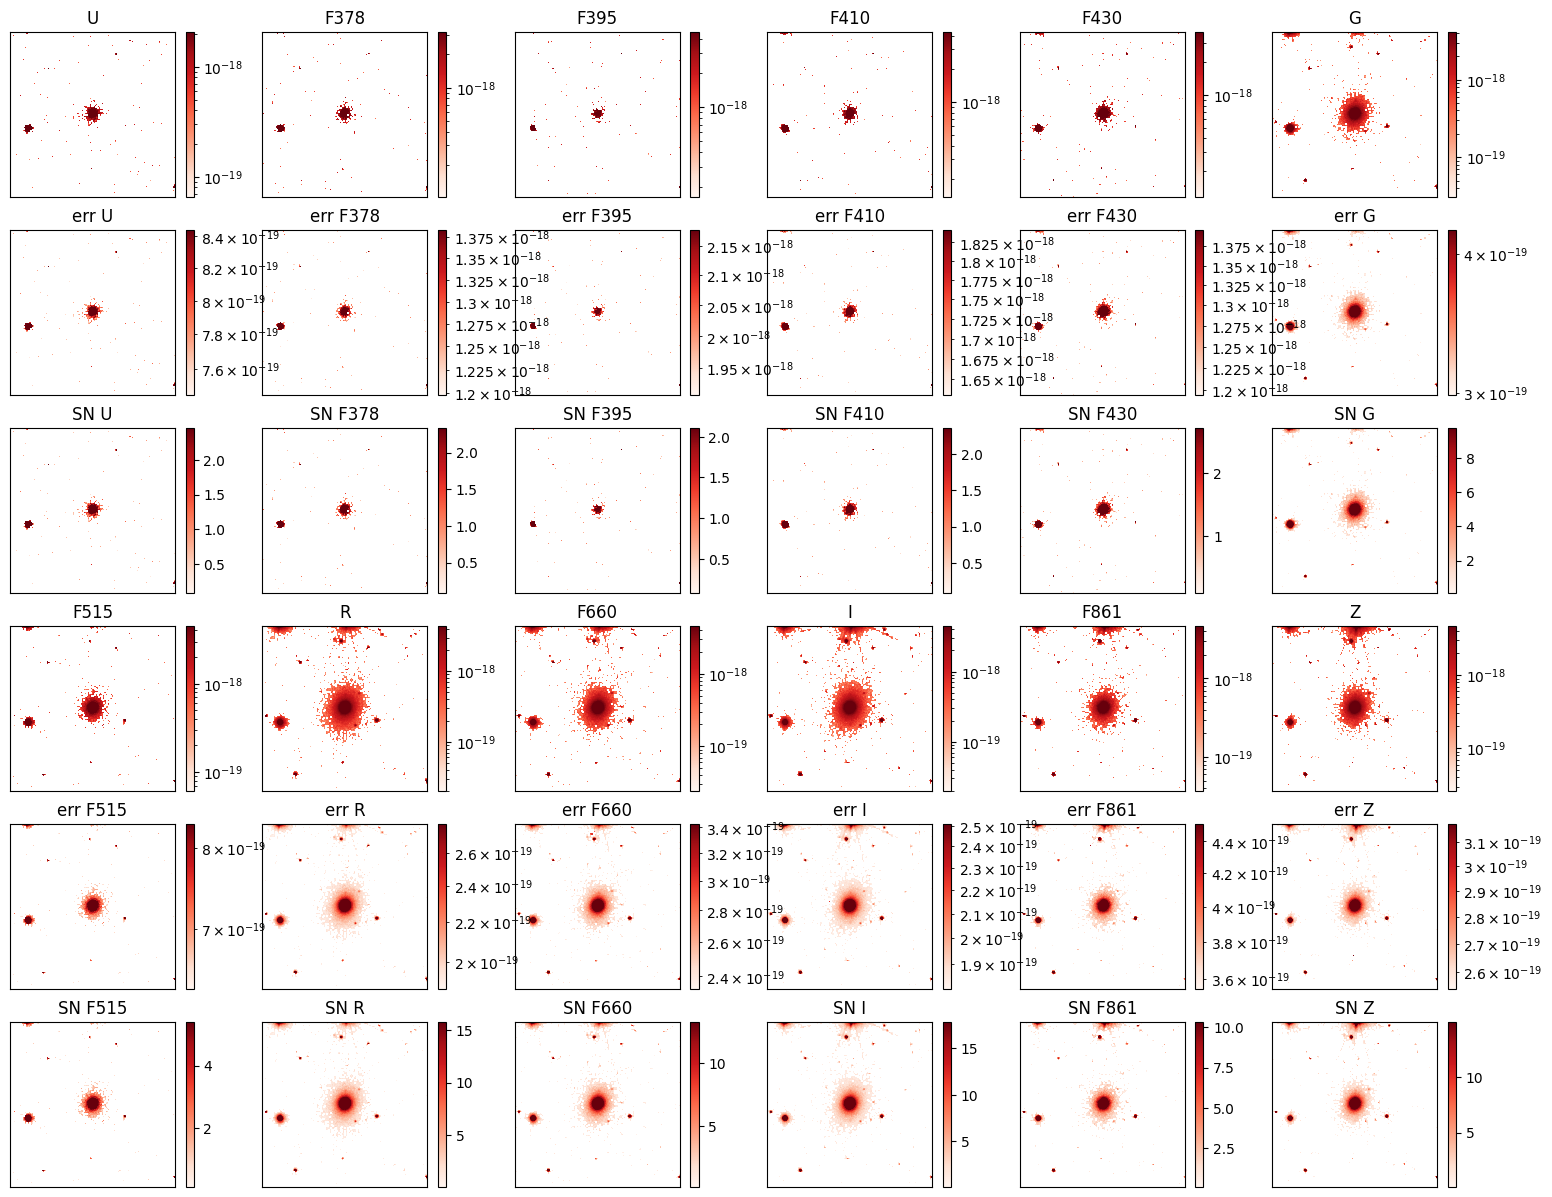 U F378 F395 F410 F430 G
10⁻¹⁸ 10⁻¹⁸ 10⁻¹⁸ 10⁻¹⁸ 10⁻¹⁸ 10⁻¹⁸
10⁻¹⁹ 10⁻¹⁹
err U err F378 err F395 err F410 err F430 err G
8.4 × 10⁻¹⁹ 1.375 × 10⁻¹⁸ 2.15 × 10⁻¹⁸ 1.825 × 10⁻¹⁸ 1.375 × 10⁻¹⁸ 4 × 10⁻¹⁹
8.2 × 10⁻¹⁹ 1.35 × 10⁻¹⁸ 2.1 × 10⁻¹⁸ 1.8 × 10⁻¹⁸ 1.35 × 10⁻¹⁸
8 × 10⁻¹⁹ 1.325 × 10⁻¹⁸ 2.05 × 10⁻¹⁸ 1.775 × 10⁻¹⁸ 1.325 × 10⁻¹⁸
7.8 × 10⁻¹⁹ 1.3 × 10⁻¹⁸ 2 × 10⁻¹⁸ 1.75 × 10⁻¹⁸ 1.3 × 10⁻¹⁸
7.6 × 10⁻¹⁹ 1.275 × 10⁻¹⁸ 1.95 × 10⁻¹⁸ 1.725 × 10⁻¹⁸ 1.275 × 10⁻¹⁸
1.25 × 10⁻¹⁸ 1.7 × 10⁻¹⁸ 1.25 × 10⁻¹⁸
1.225 × 10⁻¹⁸ 1.675 × 10⁻¹⁸ 1.225 × 10⁻¹⁸
1.2 × 10⁻¹⁸ 1.65 × 10⁻¹⁸ 1.2 × 10⁻¹⁸ 3 × 10⁻¹⁹
SN U SN F378 SN F395 SN F410 SN F430 SN G
2.0 2.0 2.0 2.0 2 8
1.5 1.5 1.5 1.5 6
1.0 1.0 1.0 1.0 1 4
0.5 0.5 0.5 0.5 2
F515 R F660 I F861 Z
10⁻¹⁸ 10⁻¹⁸ 10⁻¹⁸ 10⁻¹⁸ 10⁻¹⁸ 10⁻¹⁸
10⁻¹⁹ 10⁻¹⁹ 10⁻¹⁹ 10⁻¹⁹ 10⁻¹⁹ 10⁻¹⁹
err F515 err R err F660 err I err F861 err Z
8 × 10⁻¹⁹ 2.6 × 10⁻¹⁹ 3.4 × 10⁻¹⁹ 2.5 × 10⁻¹⁹ 4.4 × 10⁻¹⁹ 3.1 × 10⁻¹⁹
7 × 10⁻¹⁹ 2.4 × 10⁻¹⁹ 3.2 × 10⁻¹⁹ 2.4 × 10⁻¹⁹ 4.2 × 10⁻¹⁹ 3 × 10⁻¹⁹
2.2 × 10⁻¹⁹ 3 × 10⁻¹⁹ 2.3 × 10⁻¹⁹ 4 × 10⁻¹⁹ 2.9 × 10⁻¹⁹
2 × 10⁻¹⁹ 2.8 × 10⁻¹⁹ 2.2 × 10⁻¹⁹ 3.8 × 10⁻¹⁹ 2.8 × 10⁻¹⁹
2.6 × 10⁻¹⁹ 2.1 × 10⁻¹⁹ 3.6 × 10⁻¹⁹ 2.7 × 10⁻¹⁹
2.4 × 10⁻¹⁹ 2 × 10⁻¹⁹ 2.6 × 10⁻¹⁹
1.9 × 10⁻¹⁹
SN F515 SN R SN F660 SN I SN F861 SN Z
4 15 10 15 10.0 10
2 10 5 10 7.5 5
5 5 5.0
2.5